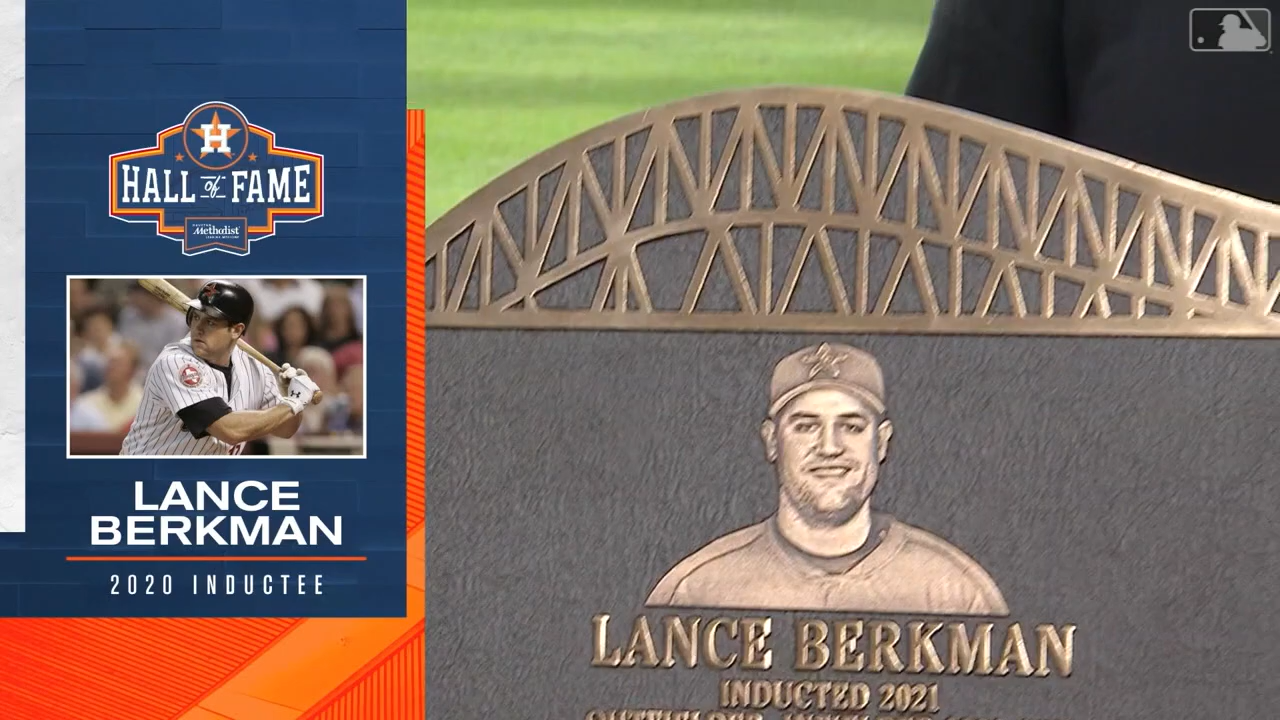 H
HALL of FAME
Methodist
LANCE
BERKMAN
2020 INDUCTEE
LANCE BERKMAN
INDUCTED 2021